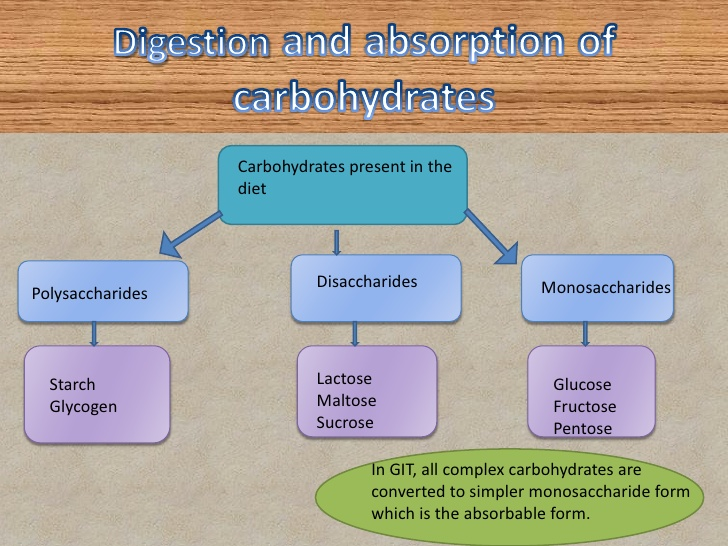 Digestion and absorption of
carbohydrates
Carbohydrates present in the
diet
Polysaccharides
Disaccharides
Monosaccharides
Starch
Glycogen
Lactose
Maltose
Sucrose
Glucose
Fructose
Pentose
In GIT, all complex carbohydrates are
converted to simpler monosaccharide form
which is the absorbable form.